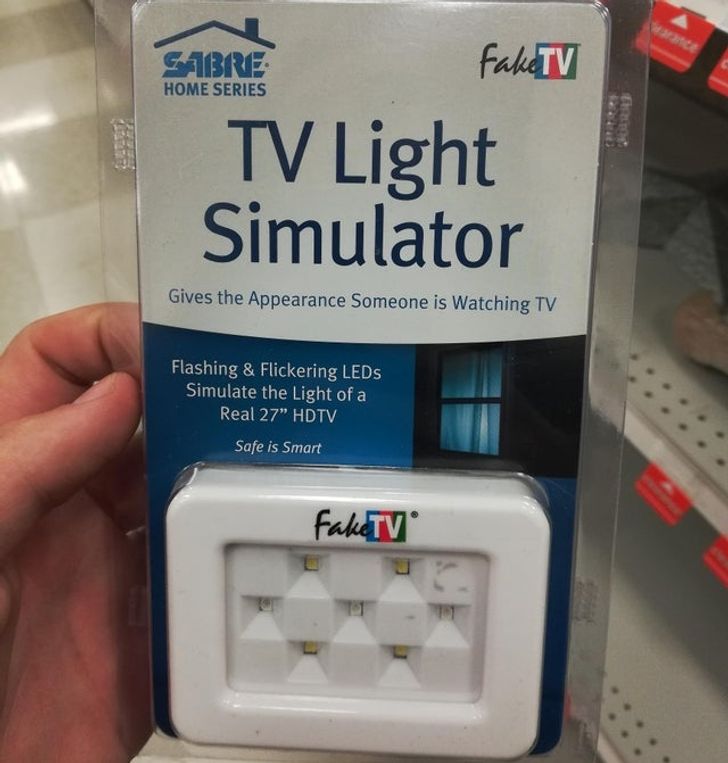 SABRE®
HOME SERIES
FakeTV
TV Light
Simulator
Gives the Appearance Someone is Watching TV
Flashing & Flickering LEDs
Simulate the Light of a
Real 27" HDTV
Safe is Smart
FakeTV®
clearance